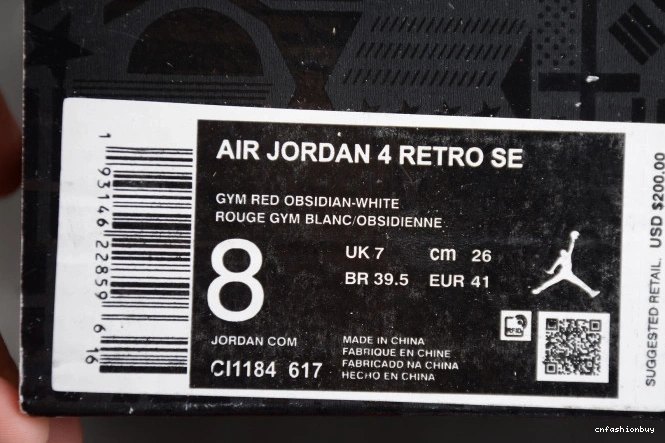 AIR JORDAN 4 RETRO SE
GYM RED OBSIDIAN-WHITE
ROUGE GYM BLANC/OBSIDIENNE
8
UK 7 cm 26
BR 39.5 EUR 41
JORDAN COM
CI1184 617
MADE IN CHINA
FABRIQUE EN CHINE
FABRICADO NA CHINA
HECHO EN CHINA
RFID
1 93146 22859 6 16
SUGGESTED RETAIL. USD $200.00
cnfashionbuy